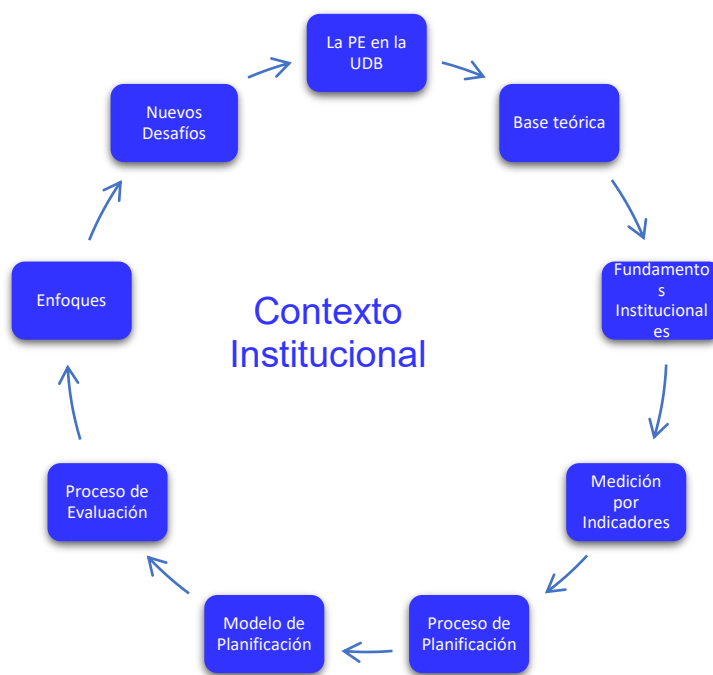 La PE en la
UDB
Base teórica
Fundamento
s
Institucional
es
Medición
por
Indicadores
Proceso de
Planificación
Modelo de
Planificación
Proceso de
Evaluación
Enfoques
Nuevos
Desafíos
Contexto
Institucional